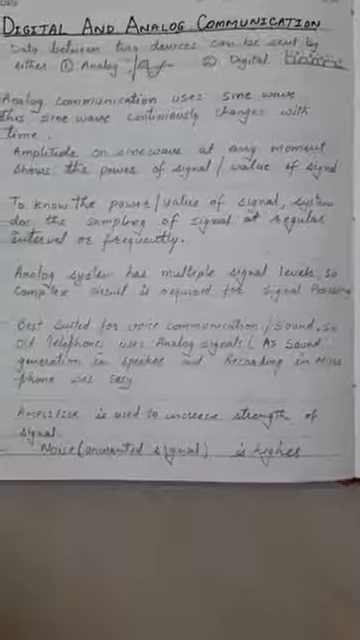 DIGITAL AND ANALOG COMMUNICATION
Data between two devices can be sent by
either ① Analog ② Digital
Analog communication uses sine wave
This sine wave continiously changes with
time.
Amplitude on sinewave at any moment
shows the power of signal / value of signal
To know the power/value of signal, system
does the sampling of signal at regular
interval or frequently.
Analog system has multiple signal levels, so
complex circuit is required for signal Processing
Best suited for voice communication / Sound, so
Old Telephones uses Analog signals (As Sound
generation in speaker and Recording in Micro
phone was easy
Amplifier is used to increase strength of
signal.
Noise (unwanted signal) is higher